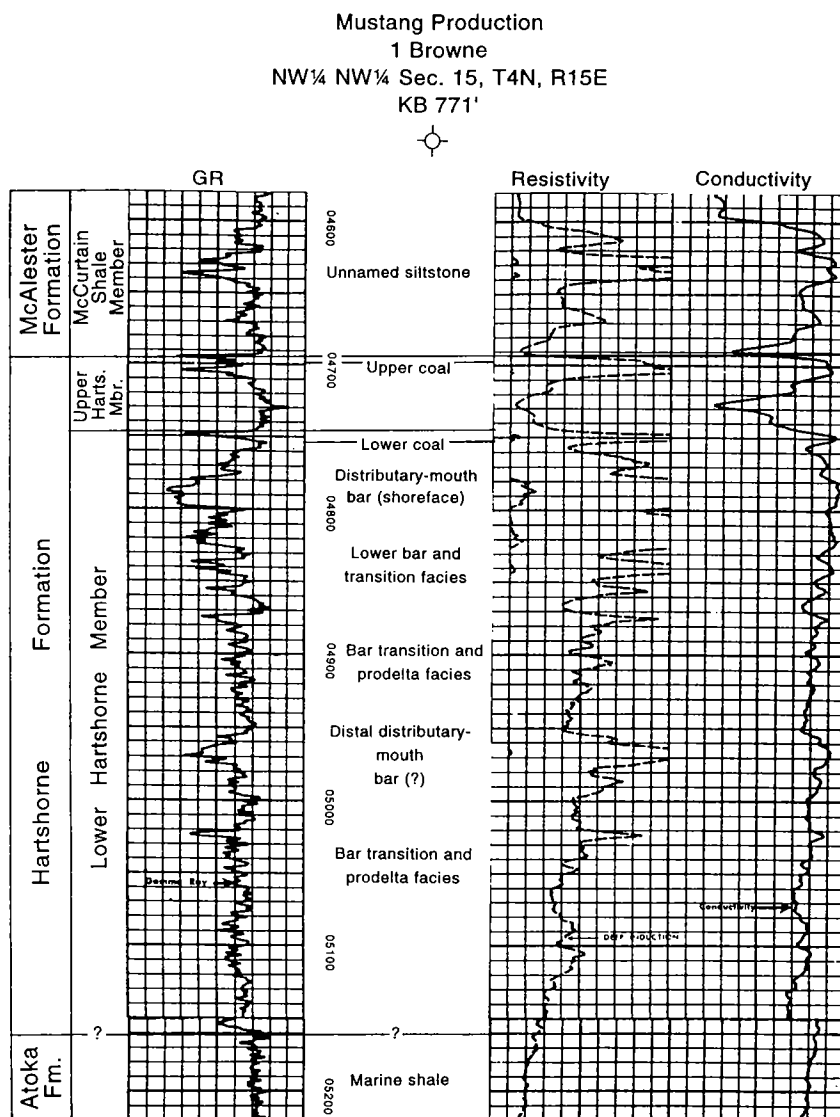 Mustang Production
1 Browne
NW¼ NW¼ Sec. 15, T4N, R15E
KB 771'
GR
Resistivity
Conductivity
McAlester
Formation
McCurtain
Shale
Member
04600
Unnamed siltstone
Upper
Harts.
Mbr.
04700
Upper coal
Lower coal
Hartshorne Formation
Lower Hartshorne Member
Distributary-mouth
bar (shoreface)
04800
Lower bar and
transition facies
04900
Bar transition and
prodelta facies
Distal distributary-
mouth
bar (?)
05000
Bar transition and
prodelta facies
Gamma Ray
Conductivity
DEEP INDUCTION
05100
?
?
Atoka
Fm.
Marine shale
05200